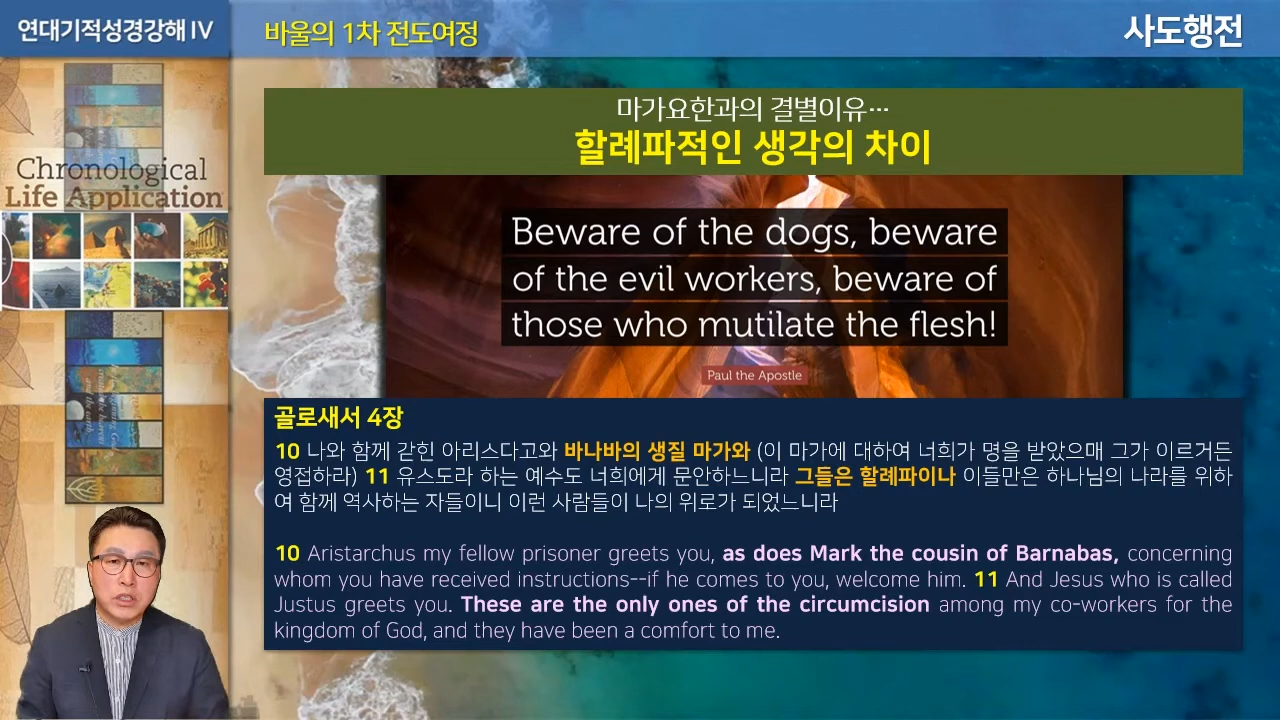 연대기적성경강해 IV
바울의 1차 전도여정
사도행전
Chronological
Life Application
마가요한과의 결별이유…
할례파적인 생각의 차이
Beware of the dogs, beware
of the evil workers, beware of
those who mutilate the flesh!
Paul the Apostle
골로새서 4장
10 나와 함께 갇힌 아리스다고와 바나바의 생질 마가와 (이 마가에 대하여 너희가 명을 받았으매 그가 이르거든
영접하라) 11 유스도라 하는 예수도 너희에게 문안하느니라 그들은 할례파이나 이들만은 하나님의 나라를 위하
여 함께 역사하는 자들이니 이런 사람들이 나의 위로가 되었느니라
10 Aristarchus my fellow prisoner greets you, as does Mark the cousin of Barnabas, concerning
whom you have received instructions--if he comes to you, welcome him. 11 And Jesus who is called
Justus greets you. These are the only ones of the circumcision among my co-workers for the
kingdom of God, and they have been a comfort to me.